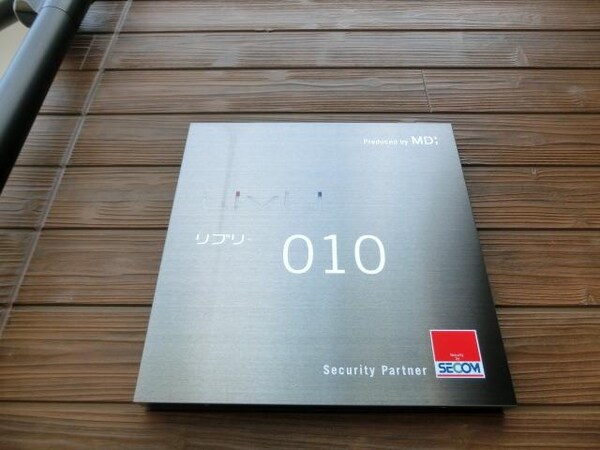 Produced by MDI
リブリ·
010
Security Partner
Security by
SECOM